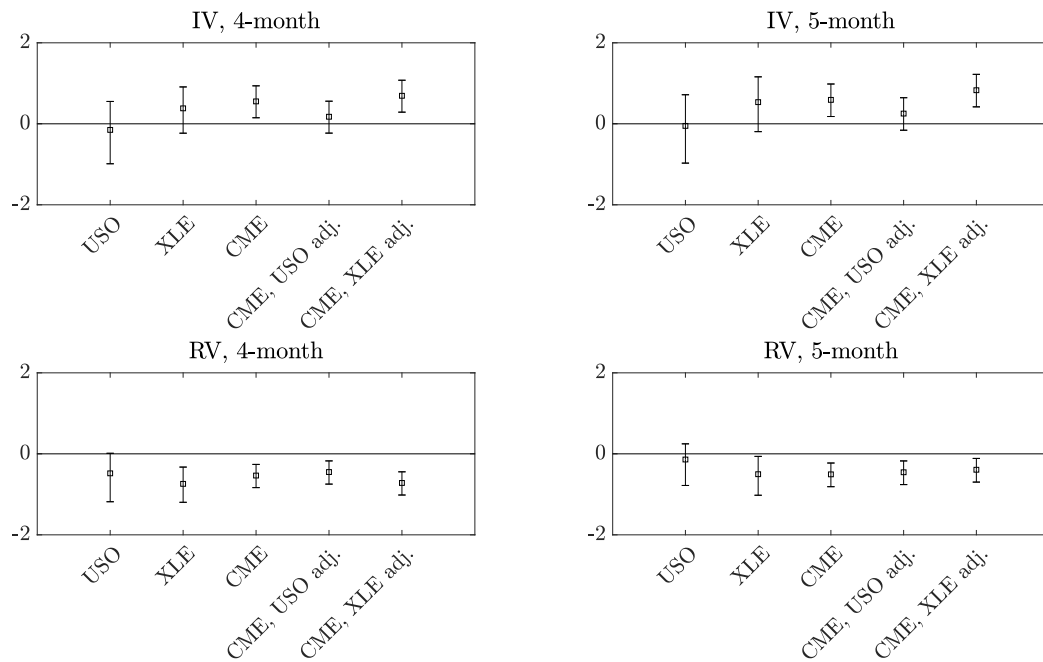 IV, 4-month
2
0
-2
USO
XLE
CME
CME, USO adj.
CME, XLE adj.
IV, 5-month
2
0
-2
USO
XLE
CME
CME, USO adj.
CME, XLE adj.
RV, 4-month
2
0
-2
USO
XLE
CME
CME, USO adj.
CME, XLE adj.
RV, 5-month
2
0
-2
USO
XLE
CME
CME, USO adj.
CME, XLE adj.